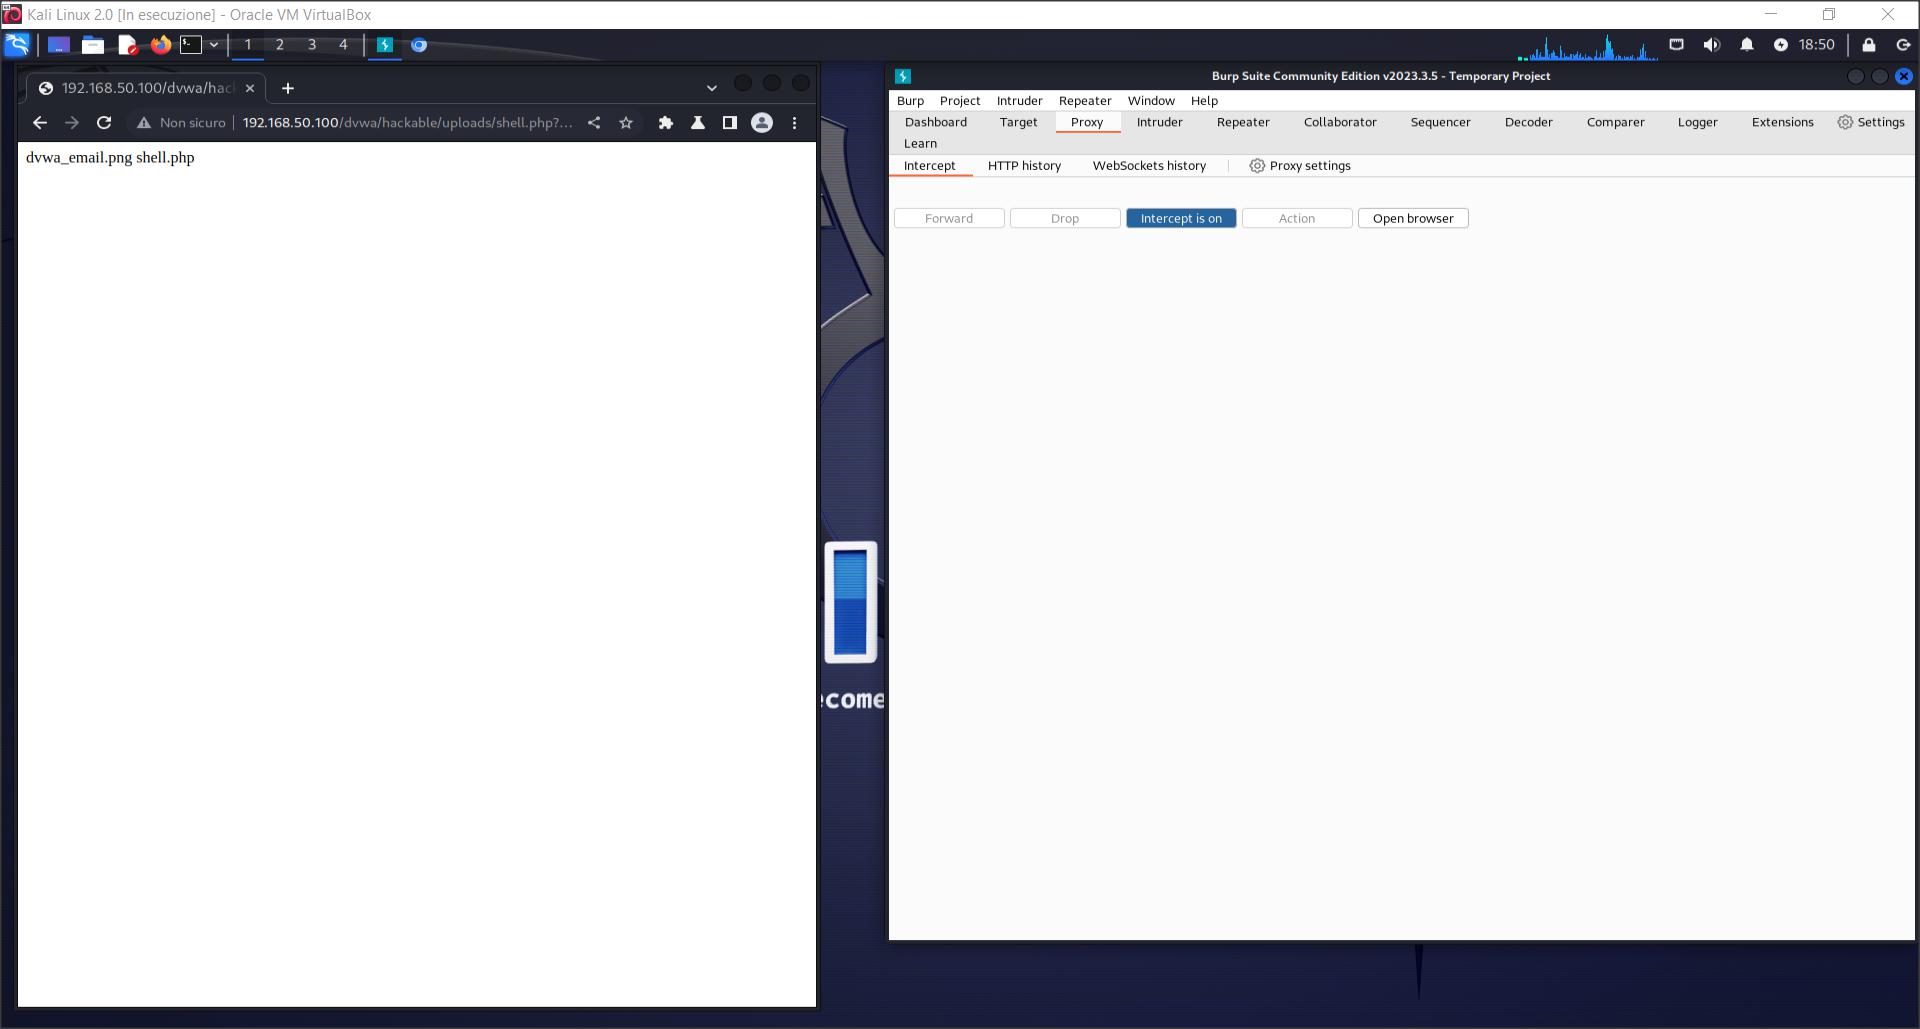 Kali Linux 2.0 [In esecuzione] - Oracle VM VirtualBox
1 2 3 4
18:50
192.168.50.100/dvwa/hac
Non sicuro
192.168.50.100/dvwa/hackable/uploads/shell.php?...
dvwa_email.png shell.php
ecome
Burp Suite Community Edition v2023.3.5 - Temporary Project
Burp Project Intruder Repeater Window Help
Dashboard Target Proxy Intruder Repeater Collaborator Sequencer Decoder Comparer Logger Extensions Settings
Learn
Intercept HTTP history WebSockets history Proxy settings
Forward Drop Intercept is on Action Open browser